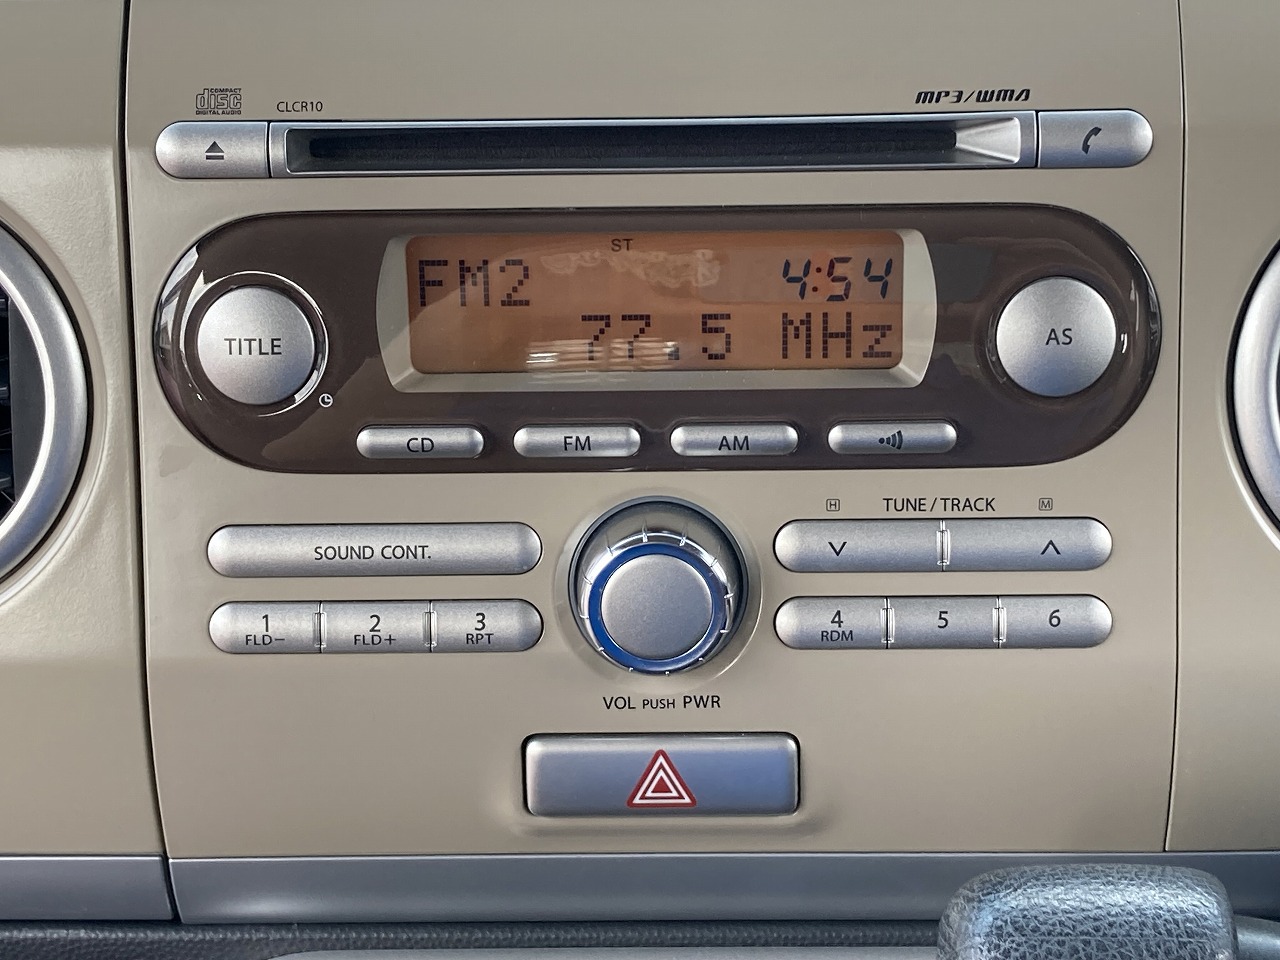 COMPACT
disc
DIGITAL AUDIO
CLCR10
MP3/WMA
ST
FM2 4:54
77.5 MHz
TITLE
AS
CD FM AM
H TUNE/TRACK M
SOUND CONT.
1 2 3
FLD− FLD+ RPT
4 5 6
RDM
VOL PUSH PWR